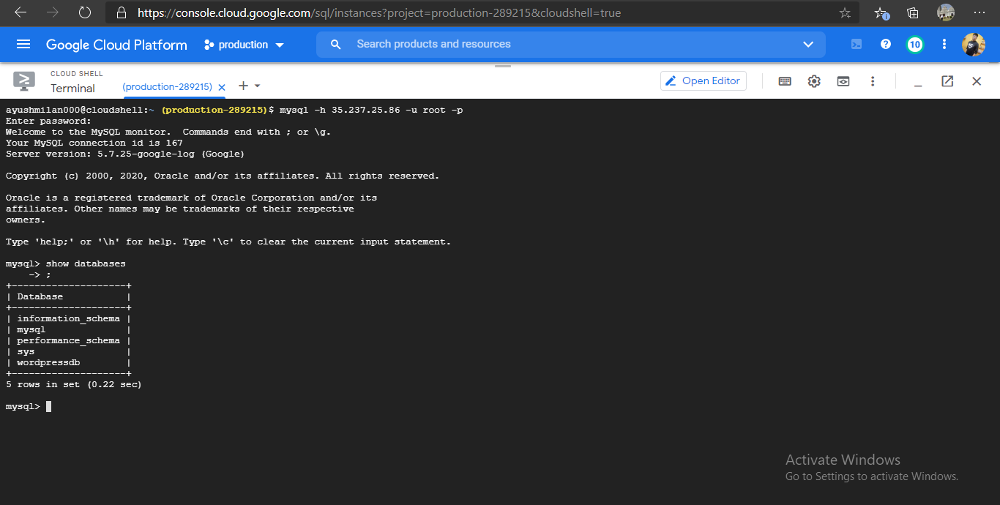 https://console.cloud.google.com/sql/instances?project=production-289215&cloudshell=true
Google Cloud Platform
production
Search products and resources
10
CLOUD SHELL
Terminal
(production-289215)
Open Editor
ayushmilan000@cloudshell:~ (production-289215)$ mysql -h 35.237.25.86 -u root -p
Enter password:
Welcome to the MySQL monitor.  Commands end with ; or \g.
Your MySQL connection id is 167
Server version: 5.7.25-google-log (Google)
Copyright (c) 2000, 2020, Oracle and/or its affiliates. All rights reserved.
Oracle is a registered trademark of Oracle Corporation and/or its
affiliates. Other names may be trademarks of their respective
owners.
Type 'help;' or '\h' for help. Type '\c' to clear the current input statement.
mysql> show databases
    -> ;
+--------------------+
| Database           |
+--------------------+
| information_schema |
| mysql              |
| performance_schema |
| sys                |
| wordpressdb        |
+--------------------+
5 rows in set (0.22 sec)
mysql>
Activate Windows
Go to Settings to activate Windows.